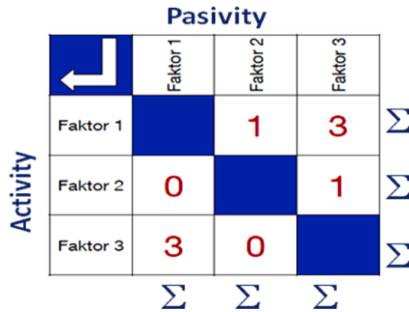 Pasivity
Faktor 1 Faktor 2 Faktor 3
Activity
Faktor 1 1 3 Σ
Faktor 2 0 1 Σ
Faktor 3 3 0 Σ
Σ Σ Σ